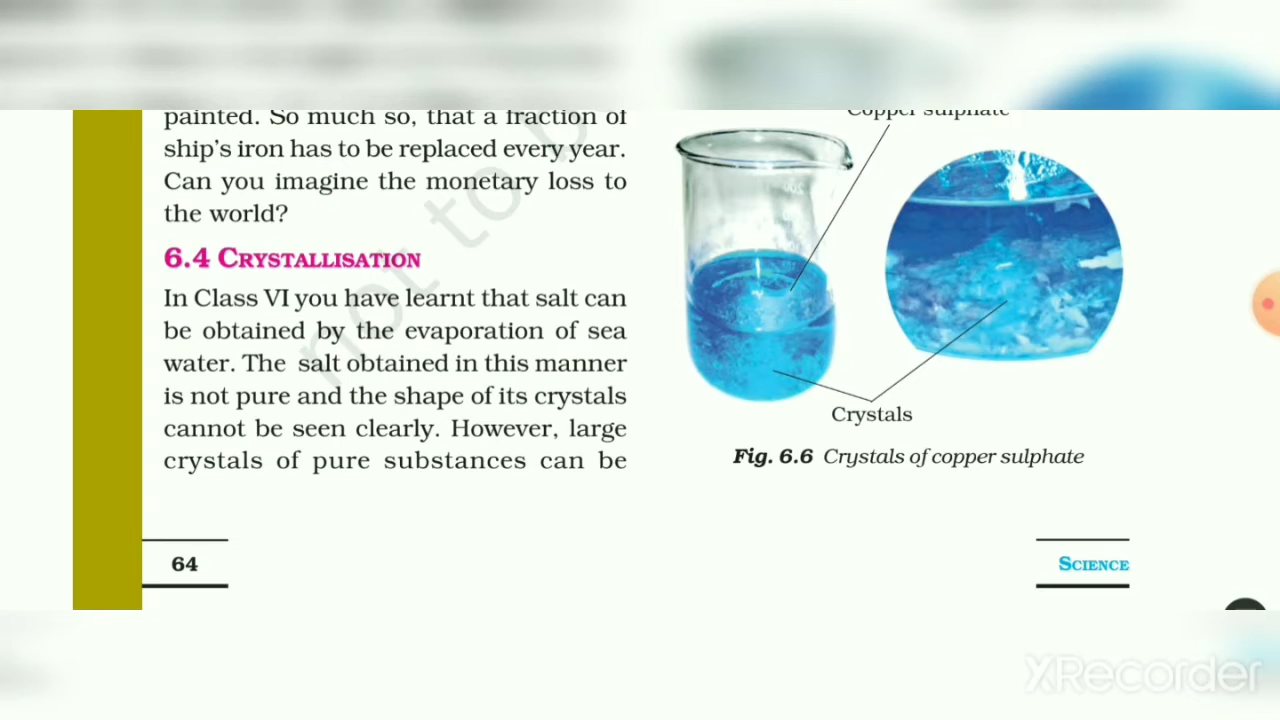 painted. So much so, that a fraction of
ship's iron has to be replaced every year.
Can you imagine the monetary loss to
the world?
6.4 CRYSTALLISATION
In Class VI you have learnt that salt can
be obtained by the evaporation of sea
water. The salt obtained in this manner
is not pure and the shape of its crystals
cannot be seen clearly. However, large
crystals of pure substances can be
64
not to b
Copper sulphate
Crystals
Fig. 6.6 Crystals of copper sulphate
SCIENCE
XRecorder